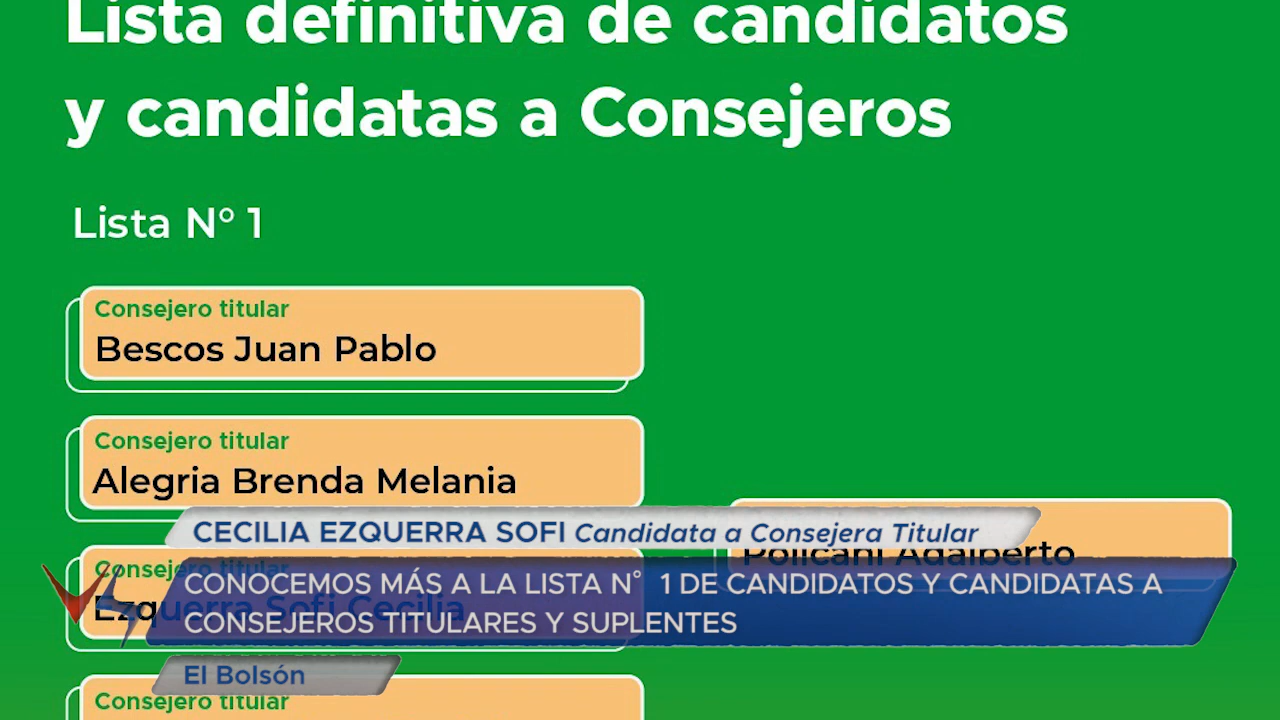 Lista definitiva de candidatos
y candidatas a Consejeros
Lista N° 1
Consejero titular
Bescos Juan Pablo
Consejero titular
Alegria Brenda Melania
Policani Adalberto
Consejero titular
Ezquerra Sofi Cecilia
CECILIA EZQUERRA SOFI Candidata a Consejera Titular
CONOCEMOS MÁS A LA LISTA N° 1 DE CANDIDATOS Y CANDIDATAS A
CONSEJEROS TITULARES Y SUPLENTES
El Bolsón
Consejero titular